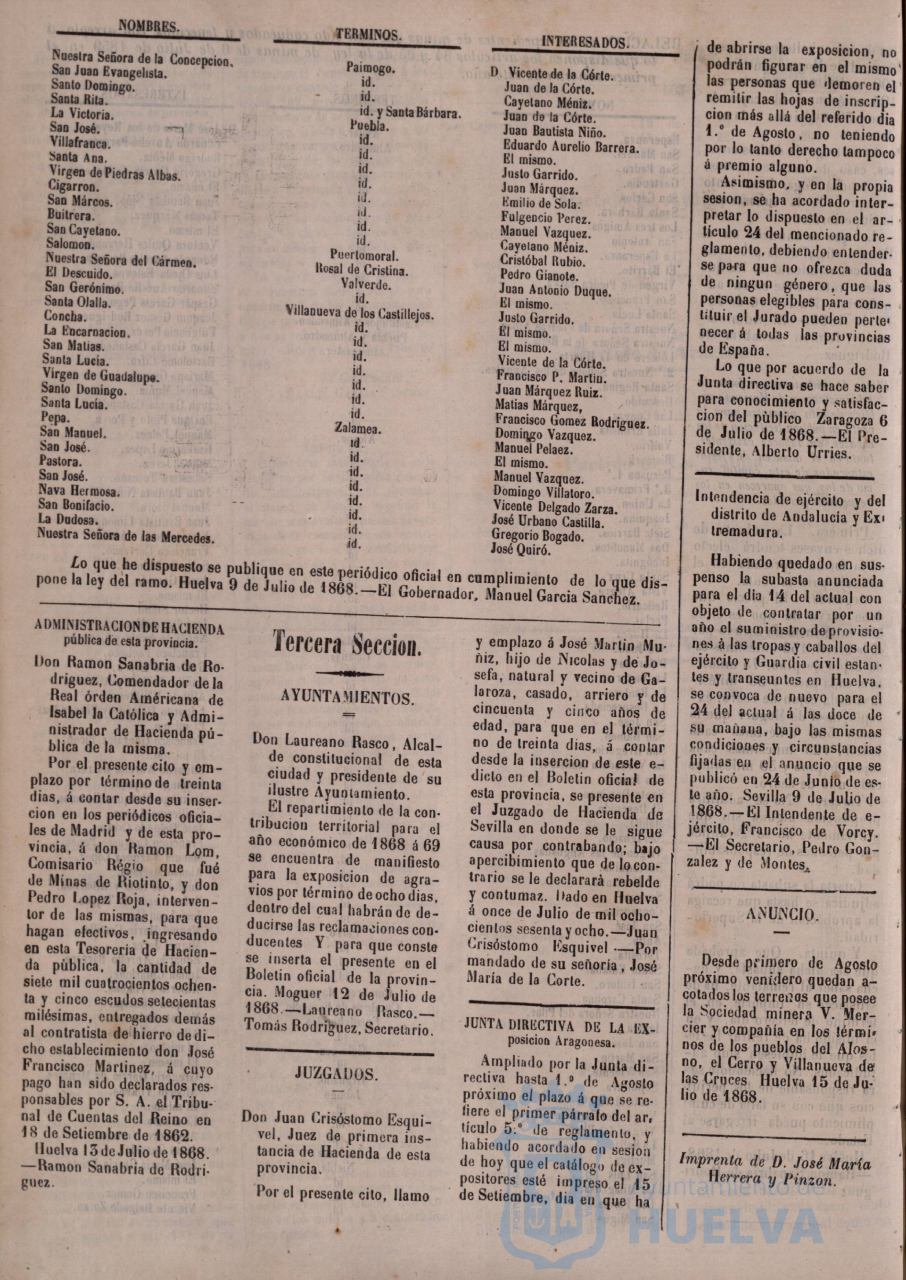 NOMBRES.
Nuestra Señora de la Concepcion.
San Juan Evangelista.
Santo Domingo.
Santa Rita.
La Victoria.
San José.
Villafranca.
Santa Ana.
Virgen de Piedras Albas.
Cigarron.
San Márcos.
Buitrera.
San Cayetano.
Salomon.
Nuestra Señora del Cármen.
El Descuido.
San Gerónimo.
Santa Olalla.
Concha.
La Encarnacion.
San Matias.
Santa Lucia.
Virgen de Guadalupe.
Santo Domingo.
Santa Lucia.
Pepa.
San Manuel.
San José.
Pastora.
San José.
Nava Hermosa.
San Bonifacio.
La Dudosa.
Nuestra Señora de las Mercedes.
TERMINOS.
Paimogo.
id.
id.
id. y Santa Bárbara.
Puebla.
id.
id.
id.
id.
id.
id.
id.
id.
Puertomoral.
Rosal de Cristina.
Valverde.
id.
Villanueva de los Castillejos.
id.
id.
id.
id.
id.
id.
id.
Zalamea.
id
id.
id.
id.
id.
id.
id.
id.
INTERESADOS.
D. Vicente de la Córte.
Juan de la Córte.
Cayetano Méniz.
Juan de la Córte.
Juan Bautista Niño.
Eduardo Aurelio Barrera.
El mismo.
Justo Garrido.
Juan Márquez.
Emilio de Sola.
Fulgencio Perez.
Manuel Vazquez.
Cayetano Méniz.
Cristóbal Rubio.
Pedro Gianote.
Juan Antonio Duque.
El mismo.
Justo Garrido.
El mismo.
El mismo.
Vicente de la Córte.
Francisco P. Martin.
Juan Márquez Ruiz.
Matias Márquez,
Francisco Gomez Rodriguez.
Domingo Vazquez.
Manuel Pelaez.
El mismo.
Manuel Vazquez.
Domingo Villatoro.
Vicente Delgado Zarza.
José Urbano Castilla.
Gregorio Bogado.
José Quiró.
Lo que he dispuesto se publique en este periódico oficial en cumplimiento de lo que dis-
pone la ley del ramo. Huelva 9 de Julio de 1868.—El Gobernador, Manuel Garcia Sanchez.
ADMINISTRACION DE HACIENDA
pública de esta provincia.
Don Ramon Sanabria de Ro-
driguez, Comendador de la
Real órden Américana de
Isabel la Católica y Admi-
nistrador de Hacienda pú-
blica de la misma.
Por el presente cito y em-
plazo por término de treinta
dias, á contar desde su inser-
cion en los periódicos oficia-
les de Madrid y de esta pro-
vincia, á don Ramon Lom,
Comisario Régio que fué
de Minas de Riotinto, y don
Pedro Lopez Roja, interven-
tor de las mismas, para que
hagan efectivos, ingresando
en esta Tesoreria de Hacien-
da pública, la cantidad de
siete mil cuatrocientos ochen-
ta y cinco escudos setecientas
milésimas, entregados demás
al contratista de hierro de di-
cho establecimiento don José
Francisco Martinez, á cuyo
pago han sido declarados res-
ponsables por S. A. el Tribu-
nal de Cuentas del Reino en
18 de Setiembre de 1862.
Huelva 13 de Julio de 1868.
—Ramon Sanabria de Rodri-
guez.
Tercera Seccion.
AYUNTAMIENTOS.
Don Laureano Rasco, Alcal-
de constitucional de esta
ciudad y presidente de su
ilustre Ayuntamiento.
El repartimiento de la con-
tribucion territorial para el
año económico de 1868 á 69
se encuentra de manifiesto
para la exposicion de agra-
vios por término de ocho dias,
dentro del cual habrán de de-
ducirse las reclamaciones con-
ducentes Y para que conste
se inserta el presente en el
Boletin oficial de la provin-
cia. Moguer 12 de Julio de
1868.—Laureano Rasco.—
Tomás Rodriguez, Secretario.
JUZGADOS.
Don Juan Crisóstomo Esqui-
vel, Juez de primera ins-
tancia de Hacienda de esta
provincia.
Por el presente cito, llamo
y emplazo á José Martin Mu-
ñiz, hijo de Nicolas y de Jo-
sefa, natural y vecino de Ga-
laroza, casado, arriero y de
cincuenta y cinco años de
edad, para que en el térmi-
no de treinta dias, á contar
desde la insercion de este e-
dicto en el Boletin oficial de
esta provincia, se presente en
el Juzgado de Hacienda de
Sevilla en donde se le sigue
causa por contrabando; bajo
apercibimiento que de lo con-
trario se le declarará rebelde
y contumaz. Dado en Huelva
á once de Julio de mil ocho-
cientos sesenta y ocho.—Juan
Crisóstomo Esquivel.—Por
mandado de su señoria, José
María de la Corte.
JUNTA DIRECTIVA DE LA EX-
posicion Aragonesa.
Ampliado por la Junta di-
rectiva hasta 1.º de Agosto
próximo el plazo á que se re-
fiere el primer párrafo del ar-
tículo 5.º de reglamento, y
habiendo acordado en sesion
de hoy que el catálogo de ex-
positores esté impreso el 15
de Setiembre, dia en que ha
de abrirse la exposicion, no
podrán figurar en el mismo
las personas que demoren el
remitir las hojas de inscrip-
cion más allá del referido dia
1.º de Agosto, no teniendo
por lo tanto derecho tampoco
á premio alguno.
Asimismo, y en la propia
sesion, se ha acordado inter-
pretar lo dispuesto en el ar-
tículo 24 del mencionado re-
glamento, debiendo entender-
se para que no ofrezca duda
de ningun género, que las
personas elegibles para cons-
tituir el Jurado pueden perte-
necer á todas las provincias
de España.
Lo que por acuerdo de la
Junta directiva se hace saber
para conocimiento y satisfac-
cion del pùblico Zaragoza 6
de Julio de 1868.—El Pre-
sidente, Alberto Urries.
Intendencia de ejército y del
distrito de Andalucía y Ex-
tremadura.
Habiendo quedado en sus-
penso la subasta anunciada
para el dia 14 del actual con
objeto de contratar por un
año el suministro de provisio-
nes á las tropas y caballos del
ejército y Guardia civil estan-
tes y transeuntes en Huelva,
se convoca de nuevo para el
24 del actual á las doce de
su mañana, bajo las mismas
condiciones y circunstancias
fijadas en el anuncio que se
publicó en 24 de Junio de es-
te año. Sevilla 9 de Julio de
1868.—El Intendente de e-
jército, Francisco de Vorcy.
—El Secretario, Pedro Gon-
zalez y de Montes.
ANUNCIO.
Desde primero de Agosto
próximo venidero quedan a-
cotados los terrenos que posee
la Sociedad minera V. Mer-
cier y compañía en los térmi-
nos de los pueblos del Alos-
no, el Cerro y Villanueva de
las Cruces. Huelva 15 de Ju-
lio de 1868.
Imprenta de D. José María
Herrera y Pinzon.
Ayuntamiento de
HUELVA